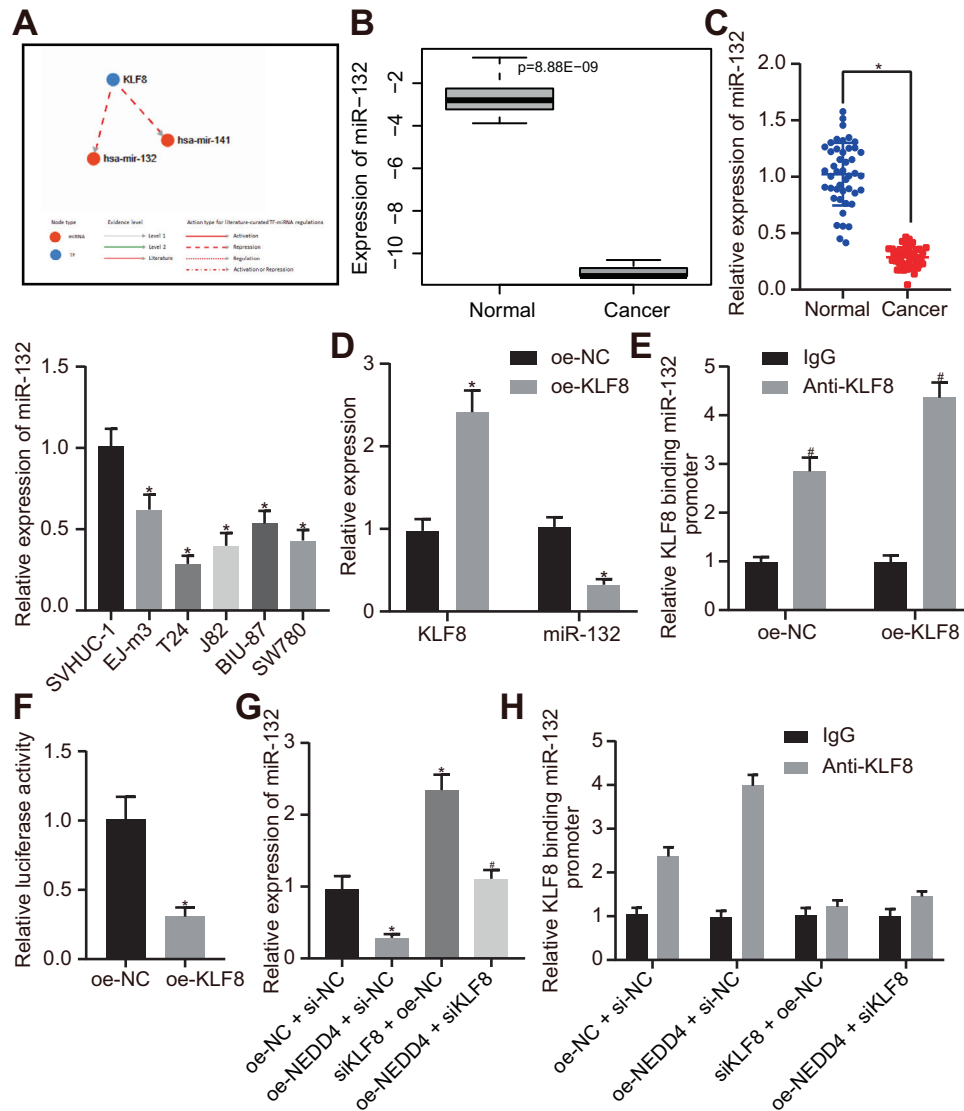 A
KLF8
hsa-mir-141
hsa-mir-132
Node type
Evidence level
Action type for literature-curated TF-miRNA regulations
miRNA
Level 1
Activation
TF
Level 2
Repression
Literature
Regulation
Activation or Repression
B
Expression of miR−132
−2
−4
−6
−8
−10
p=8.88E−09
Normal
Cancer
C
Relative expression of miR-132
2.0
1.5
1.0
0.5
0.0
*
Normal
Cancer
Relative expression of miR-132
1.5
1.0
0.5
0.0
*
*
*
*
*
SVHUC-1
EJ-m3
T24
J82
BIU-87
SW780
D
Relative expression
3
2
1
0
oe-NC
oe-KLF8
*
*
KLF8
miR-132
E
Relative KLF8 binding miR-132
promoter
5
4
3
2
1
0
IgG
Anti-KLF8
#
#
oe-NC
oe-KLF8
F
Relative luciferase activity
1.5
1.0
0.5
0.0
*
oe-NC
oe-KLF8
G
Relative expression of miR-132
3
2
1
0
*
*
#
oe-NC + si-NC
oe-NEDD4 + si-NC
siKLF8 + oe-NC
oe-NEDD4 + siKLF8
H
Relative KLF8 binding miR-132
promoter
5
4
3
2
1
0
IgG
Anti-KLF8
oe-NC + si-NC
oe-NEDD4 + si-NC
siKLF8 + oe-NC
oe-NEDD4 + siKLF8